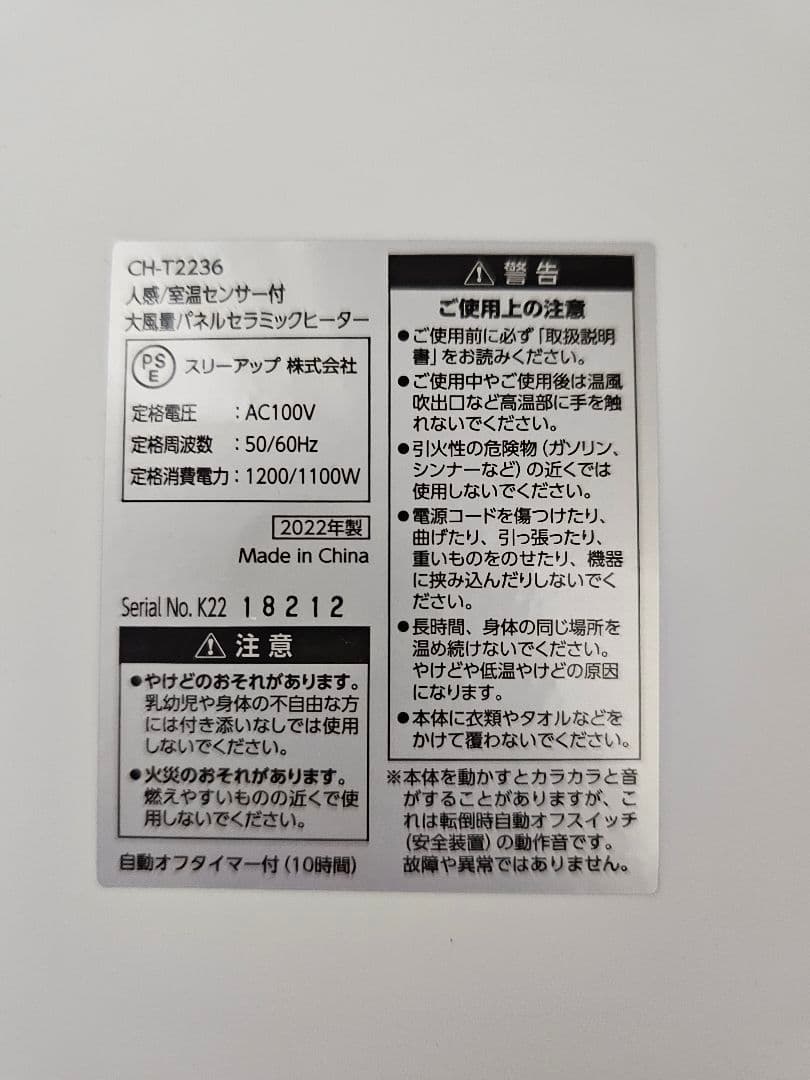 CH-T2236
人感/室温センサー付
大風量パネルセラミックヒーター
PSE スリーアップ 株式会社
定格電圧 : AC100V
定格周波数 : 50/60Hz
定格消費電力 : 1200/1100W
2022年製
Made in China
Serial No. K22 18212
⚠ 注意
●やけどのおそれがあります。
乳幼児や身体の不自由な方
には付き添いなしでは使用
しないでください。
●火災のおそれがあります。
燃えやすいものの近くで使
用しないでください。
自動オフタイマー付 (10時間)
⚠ 警告
ご使用上の注意
●ご使用前に必ず「取扱説明
書」をお読みください。
●ご使用中やご使用後は温風
吹出口など高温部に手を触
れないでください。
●引火性の危険物 (ガソリン、
シンナーなど) の近くでは
使用しないでください。
●電源コードを傷つけたり、
曲げたり、引っ張ったり、
重いものをのせたり、機器
に挟み込んだりしないでく
ださい。
●長時間、身体の同じ場所を
温め続けないでください。
やけどや低温やけどの原因
になります。
●本体に衣類やタオルなどを
かけて覆わないでください。
※本体を動かすとカラカラと音
がすることがありますが、こ
れは転倒時自動オフスイッチ
(安全装置) の動作音です。
故障や異常ではありません。